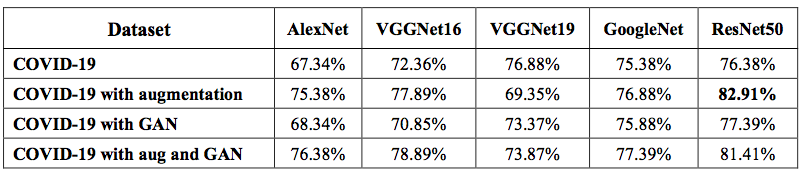 Dataset AlexNet VGGNet16 VGGNet19 GoogleNet ResNet50
COVID-19 67.34% 72.36% 76.88% 75.38% 76.38%
COVID-19 with augmentation 75.38% 77.89% 69.35% 76.88% 82.91%
COVID-19 with GAN 68.34% 70.85% 73.37% 75.88% 77.39%
COVID-19 with aug and GAN 76.38% 78.89% 73.87% 77.39% 81.41%